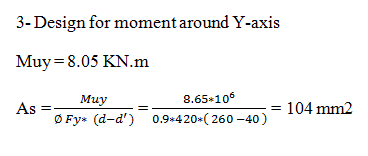 3- Design for moment around Y-axis
Muy = 8.05 KN.m
As = Muy / Ø Fy* (d–d′) = 8.65*10⁶ / 0.9*420*( 260 –40 ) = 104 mm2